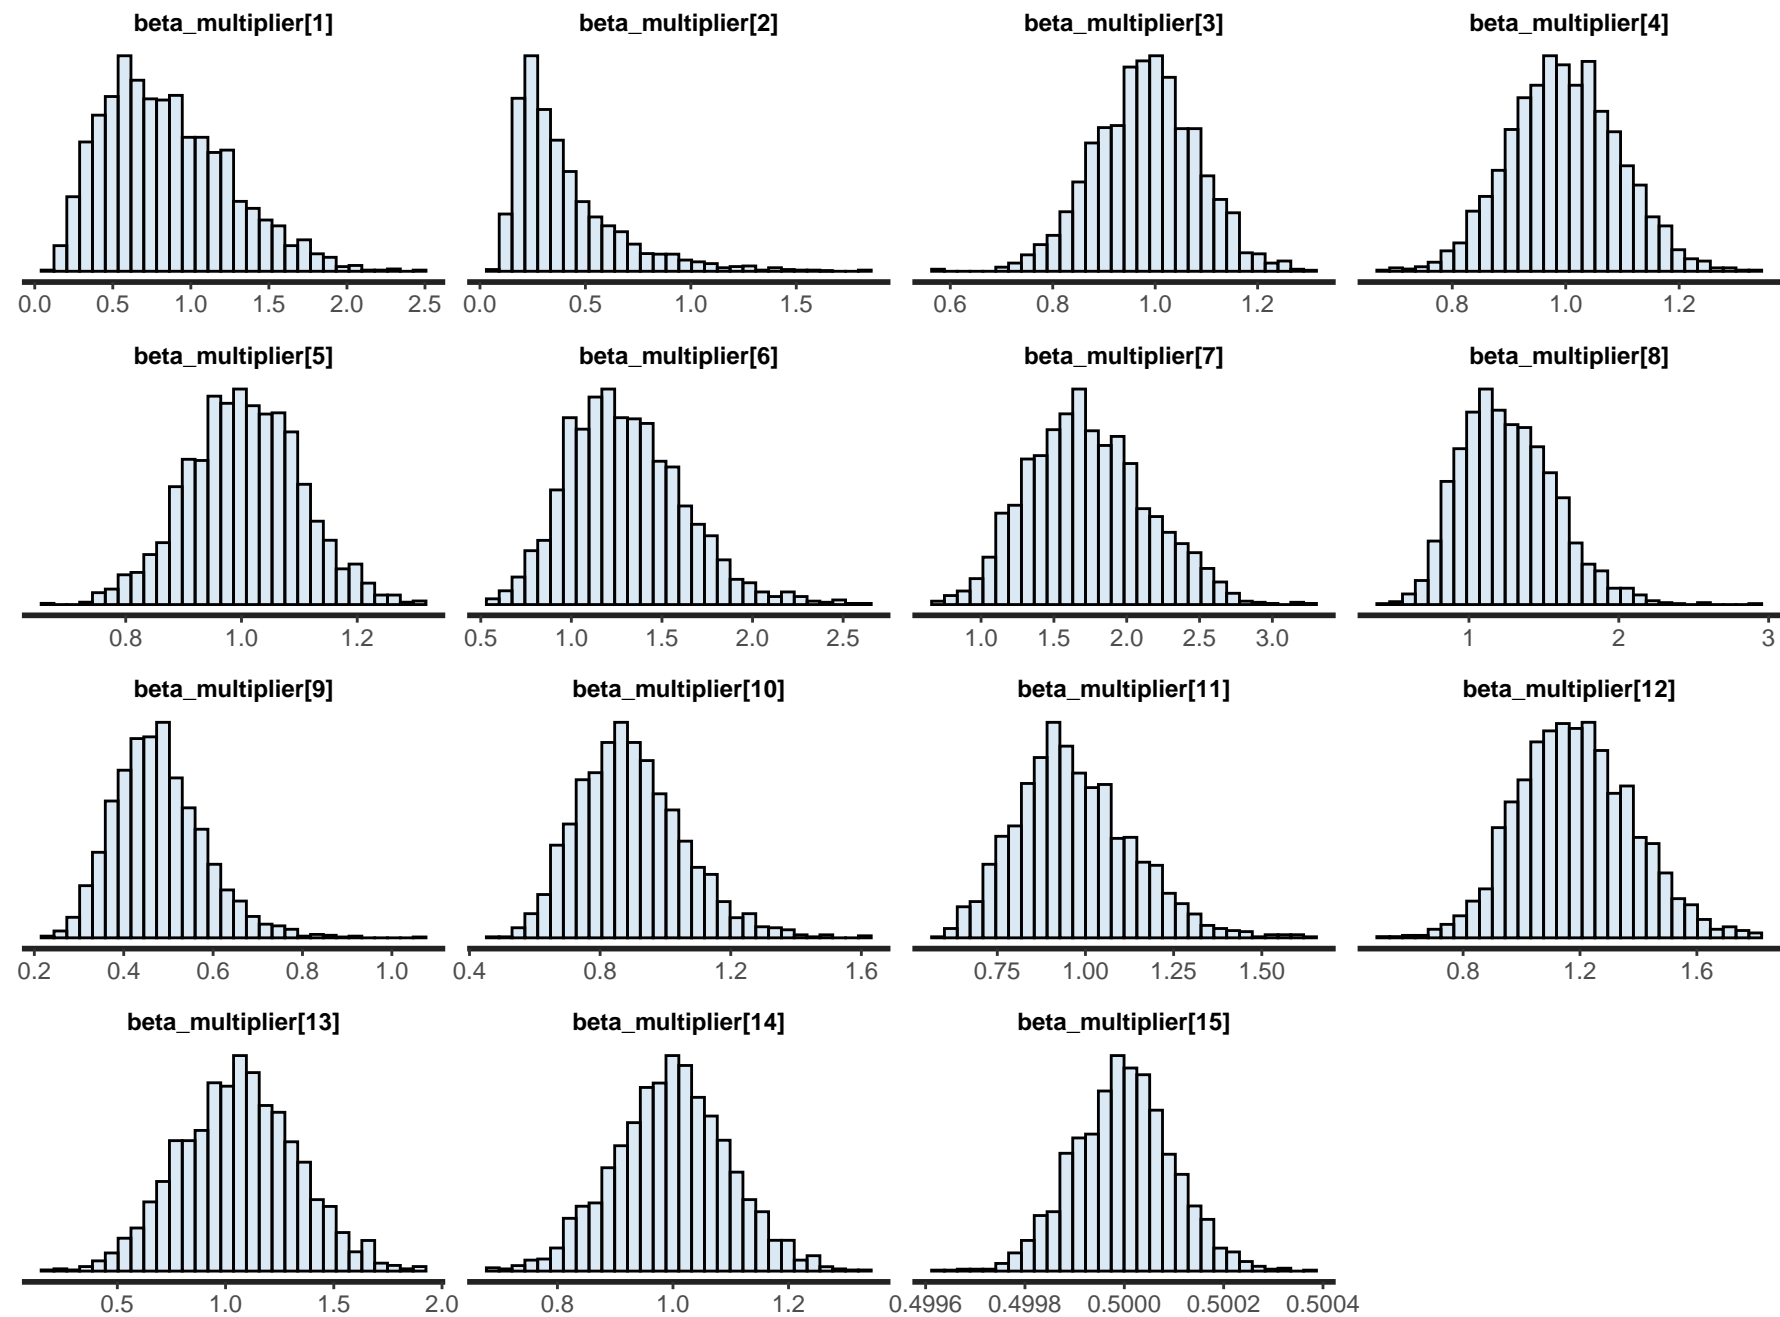 beta_multiplier[1] beta_multiplier[2] beta_multiplier[3] beta_multiplier[4]
0.0 0.5 1.0 1.5 2.0 2.5 0.0 0.5 1.0 1.5 0.6 0.8 1.0 1.2 0.8 1.0 1.2
beta_multiplier[5] beta_multiplier[6] beta_multiplier[7] beta_multiplier[8]
0.8 1.0 1.2 0.5 1.0 1.5 2.0 2.5 1.0 1.5 2.0 2.5 3.0 1 2 3
beta_multiplier[9] beta_multiplier[10] beta_multiplier[11] beta_multiplier[12]
0.2 0.4 0.6 0.8 1.0 0.4 0.8 1.2 1.6 0.75 1.00 1.25 1.50 0.8 1.2 1.6
beta_multiplier[13] beta_multiplier[14] beta_multiplier[15]
0.5 1.0 1.5 2.0 0.8 1.0 1.2 0.4996 0.4998 0.5000 0.5002 0.5004